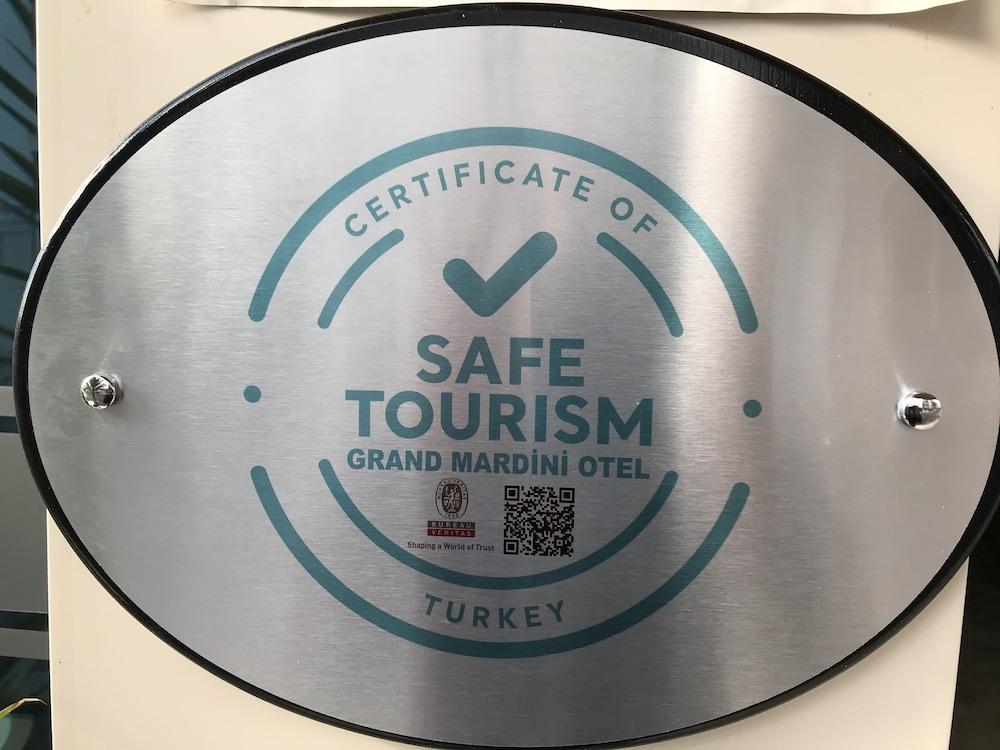 CERTIFICATE OF
SAFE
TOURISM
GRAND MARDİNİ OTEL
BUREAU
VERITAS
Shaping a World of Trust
TURKEY